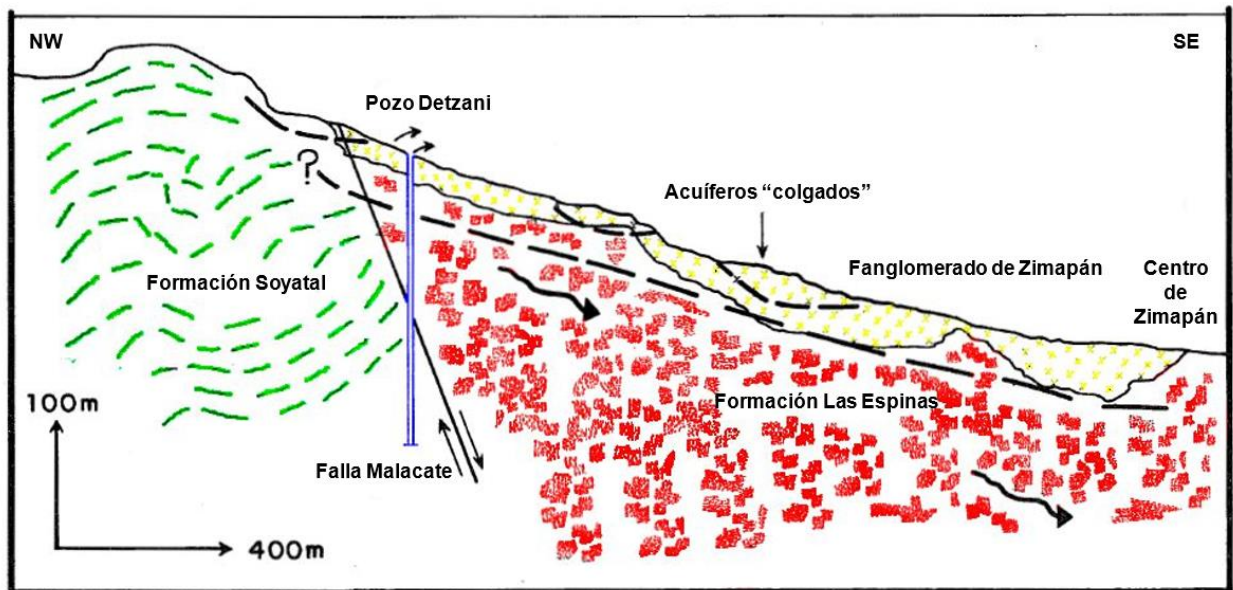 NW
SE
Pozo Detzani
?
Acuíferos “colgados”
Formación Soyatal
Fanglomerado de Zimapán
Centro
de
Zimapán
100m
Formación Las Espinas
Falla Malacate
400m